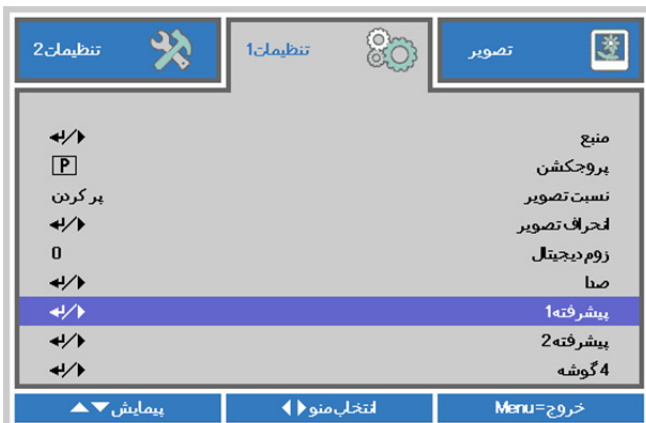 تصویر
تنظیمات1
تنظیمات2
منبع
پروجکشن P
نسبت تصویر پر کردن
انحراف تصویر
زوم دیجیتال 0
صدا
پیشرفته1
پیشرفته2
4 گوشه
خروج=Menu
انتخاب منو
پیمایش